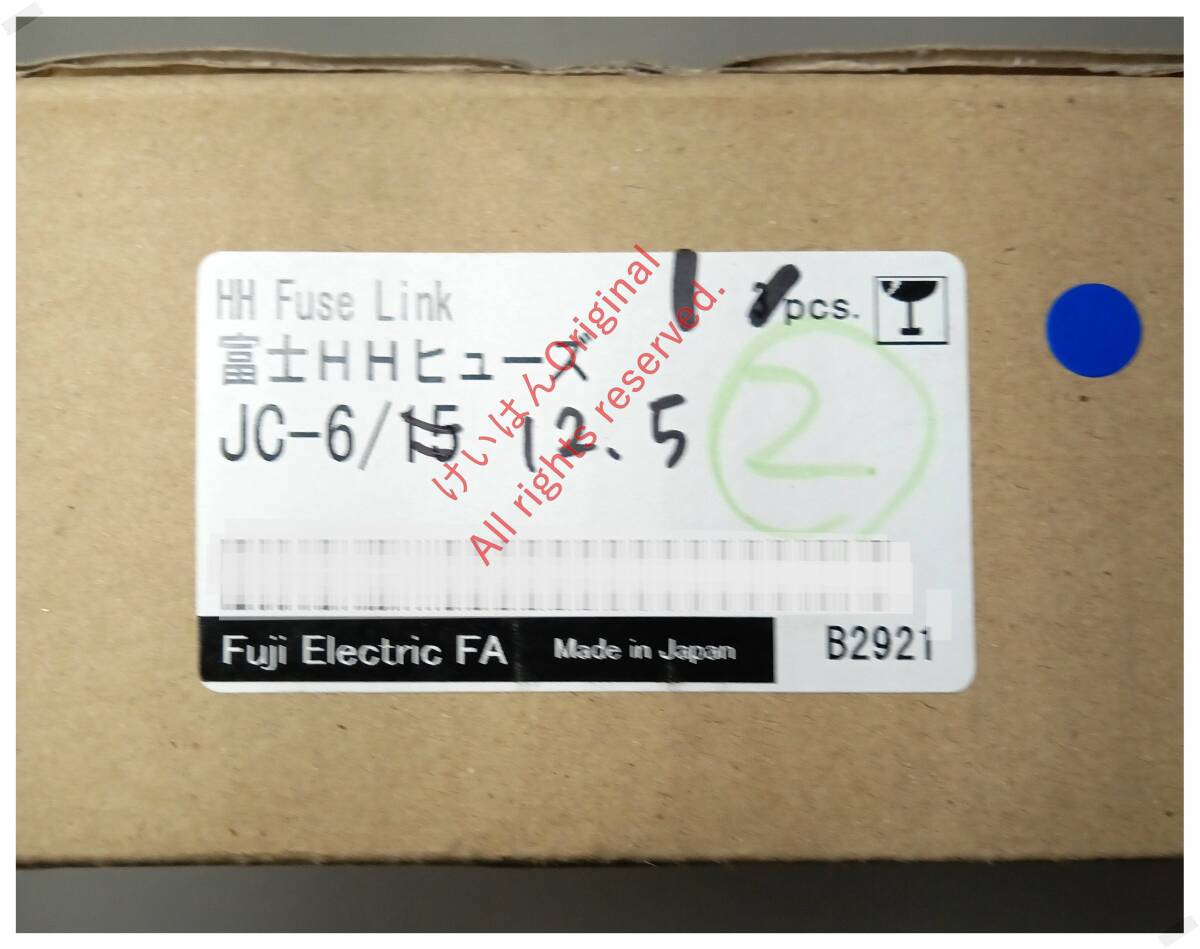 HH Fuse Link
1 pcs.
富士HHヒューズ
JC-6/15 12.5
2
Fuji Electric FA Made in Japan B2921
けいはんOriginal
All rights reserved.